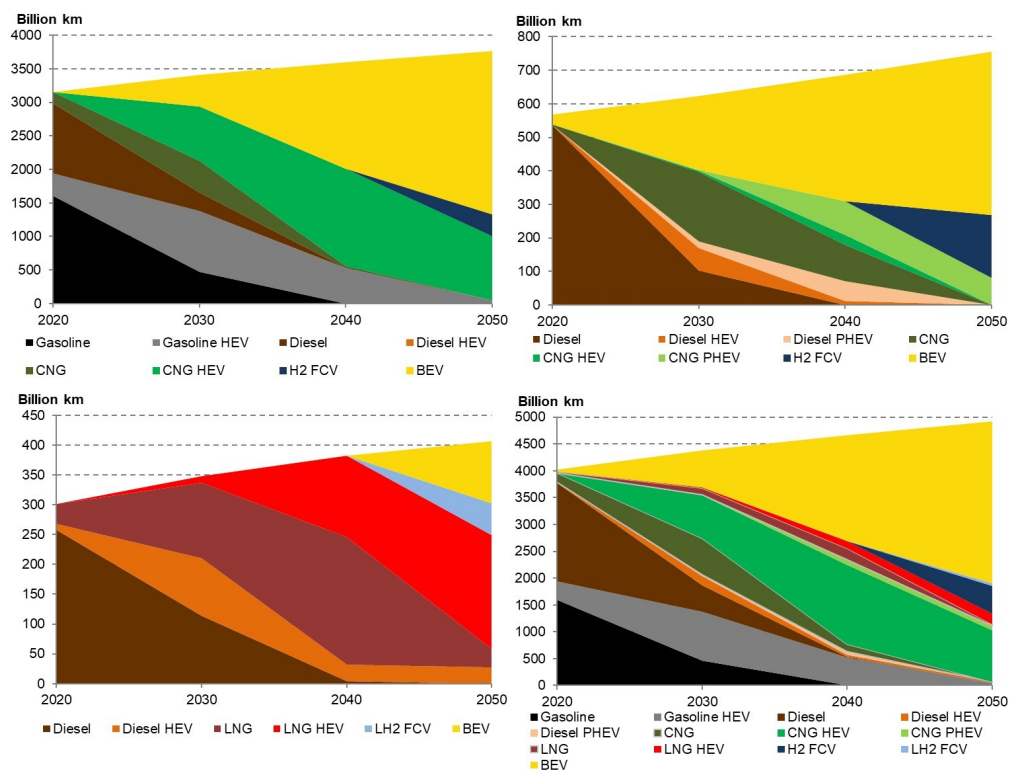 Billion km
4000
3500
3000
2500
2000
1500
1000
500
0
2020 2030 2040 2050
Gasoline Gasoline HEV Diesel Diesel HEV
CNG CNG HEV H2 FCV BEV
Billion km
800
700
600
500
400
300
200
100
0
2020 2030 2040 2050
Diesel Diesel HEV Diesel PHEV CNG
CNG HEV CNG PHEV H2 FCV BEV
Billion km
450
400
350
300
250
200
150
100
50
0
2020 2030 2040 2050
Diesel Diesel HEV LNG LNG HEV LH2 FCV BEV
Billion km
5000
4500
4000
3500
3000
2500
2000
1500
1000
500
0
2020 2030 2040 2050
Gasoline Gasoline HEV Diesel Diesel HEV
Diesel PHEV CNG CNG HEV CNG PHEV
LNG LNG HEV H2 FCV LH2 FCV
BEV